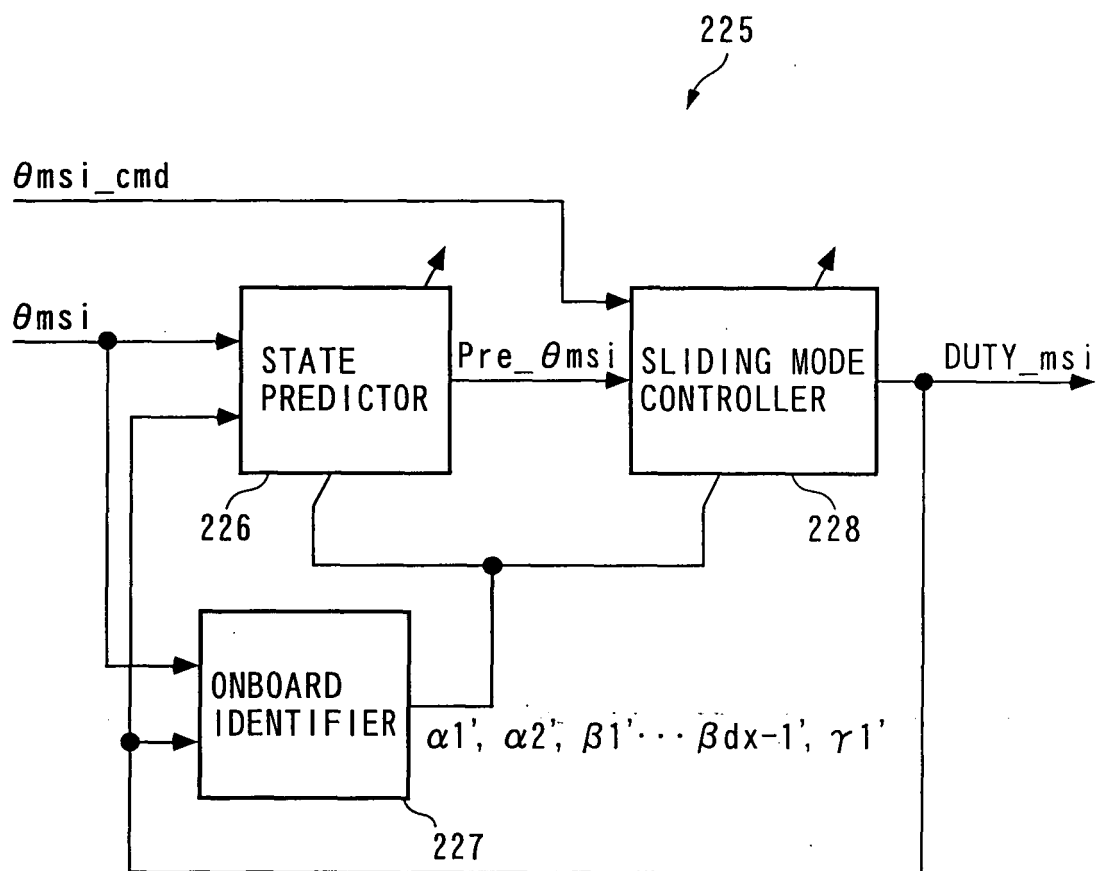 225
θmsi_cmd
θmsi
STATE
PREDICTOR
Pre_θmsi
SLIDING MODE
CONTROLLER
DUTY_msi
226
228
ONBOARD
IDENTIFIER
α1', α2', β1'··· βdx-1', γ1'
227